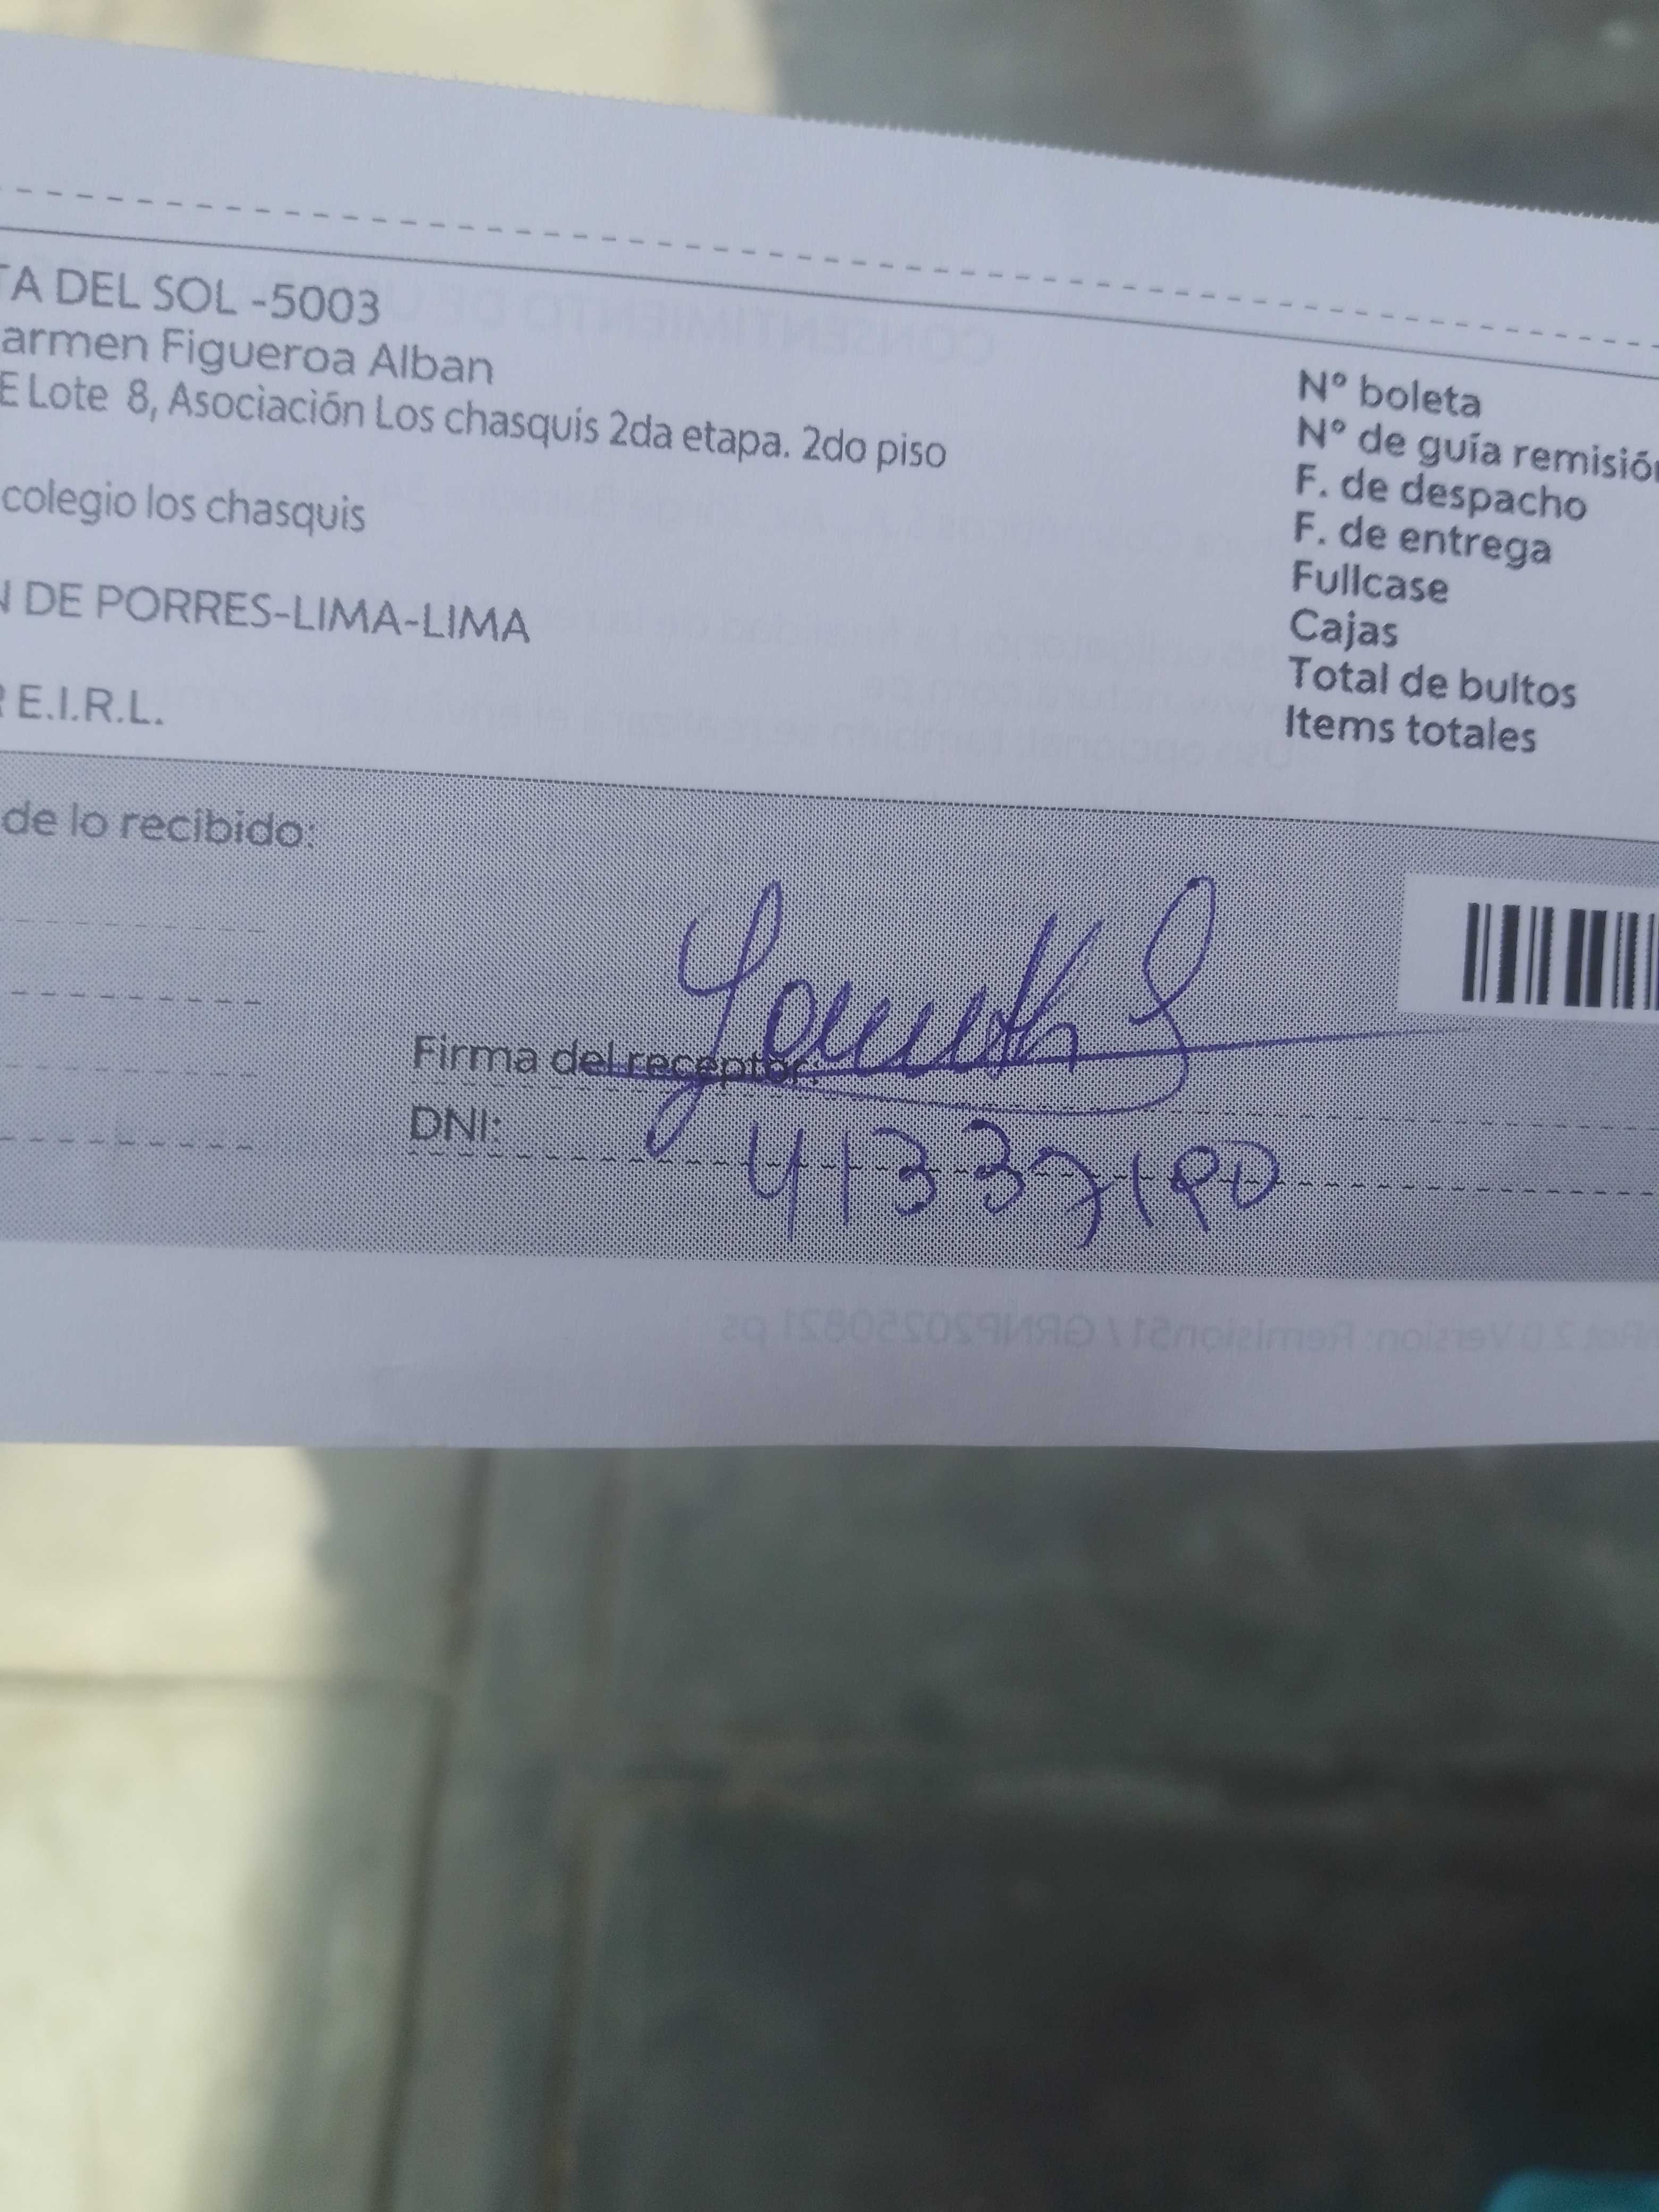 TA DEL SOL -5003
armen Figueroa Alban
E Lote 8, Asociación Los chasquis 2da etapa. 2do piso
colegio los chasquis
N DE PORRES-LIMA-LIMA
R E.I.R.L.
N° boleta
N° de guía remisión
F. de despacho
F. de entrega
Fullcase
Cajas
Total de bultos
Items totales
de lo recibido:
Firma del receptor:
DNI: 41337190